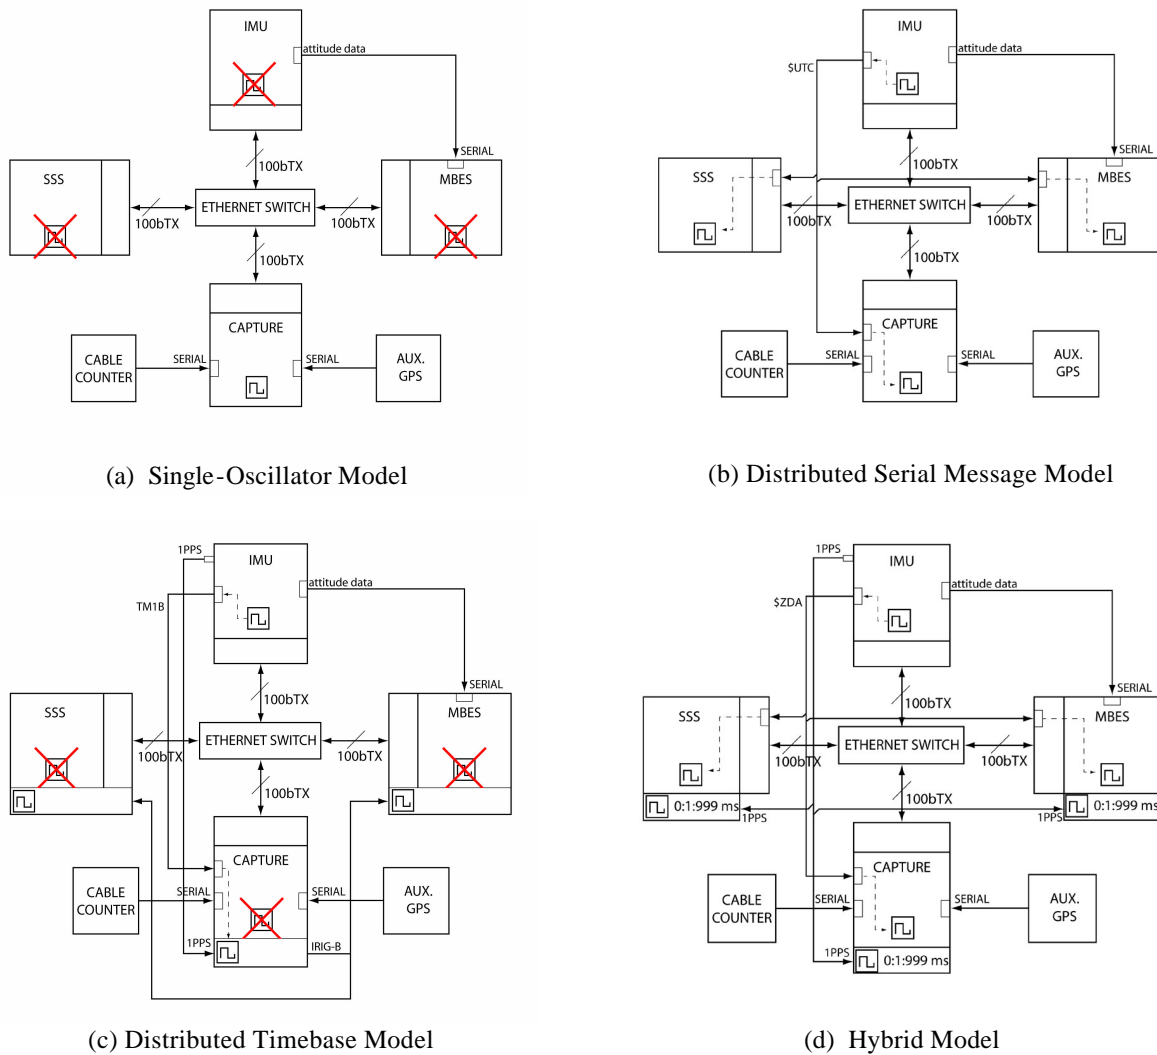 IMU
attitude data
SERIAL
100bTX
SSS
MBES
ETHERNET SWITCH
100bTX
100bTX
100bTX
CAPTURE
CABLE
COUNTER
SERIAL
SERIAL
AUX.
GPS
(a) Single-Oscillator Model
IMU
attitude data
$UTC
SERIAL
100bTX
SSS
MBES
ETHERNET SWITCH
100bTX
100bTX
100bTX
CAPTURE
CABLE
COUNTER
SERIAL
SERIAL
AUX.
GPS
(b) Distributed Serial Message Model
1PPS
IMU
attitude data
TM1B
SERIAL
100bTX
SSS
MBES
ETHERNET SWITCH
100bTX
100bTX
100bTX
CAPTURE
CABLE
COUNTER
SERIAL
SERIAL
AUX.
GPS
1PPS
IRIG-B
(c) Distributed Timebase Model
1PPS
IMU
attitude data
$ZDA
SERIAL
100bTX
SSS
MBES
ETHERNET SWITCH
100bTX
100bTX
0:1:999 ms
1PPS
100bTX
1PPS
0:1:999 ms
CAPTURE
CABLE
COUNTER
SERIAL
SERIAL
AUX.
GPS
1PPS
0:1:999 ms
(d) Hybrid Model